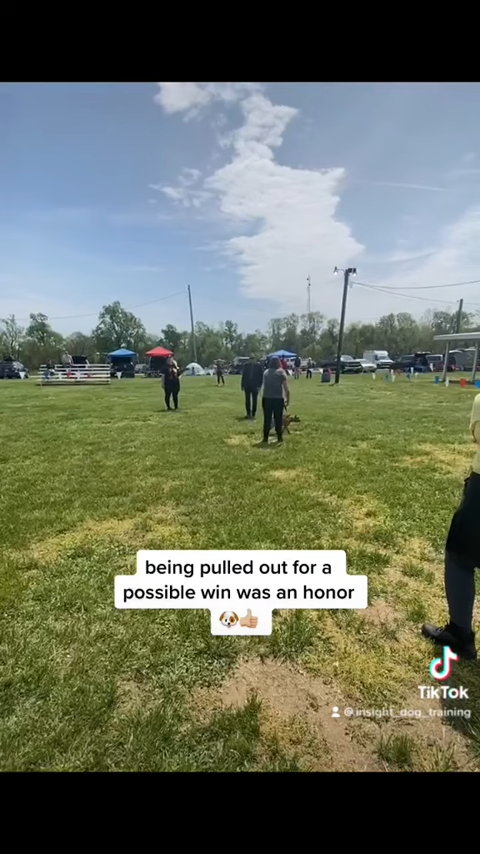 being pulled out for a
possible win was an honor
🐶👍🏼
TikTok
@insight_dog_training